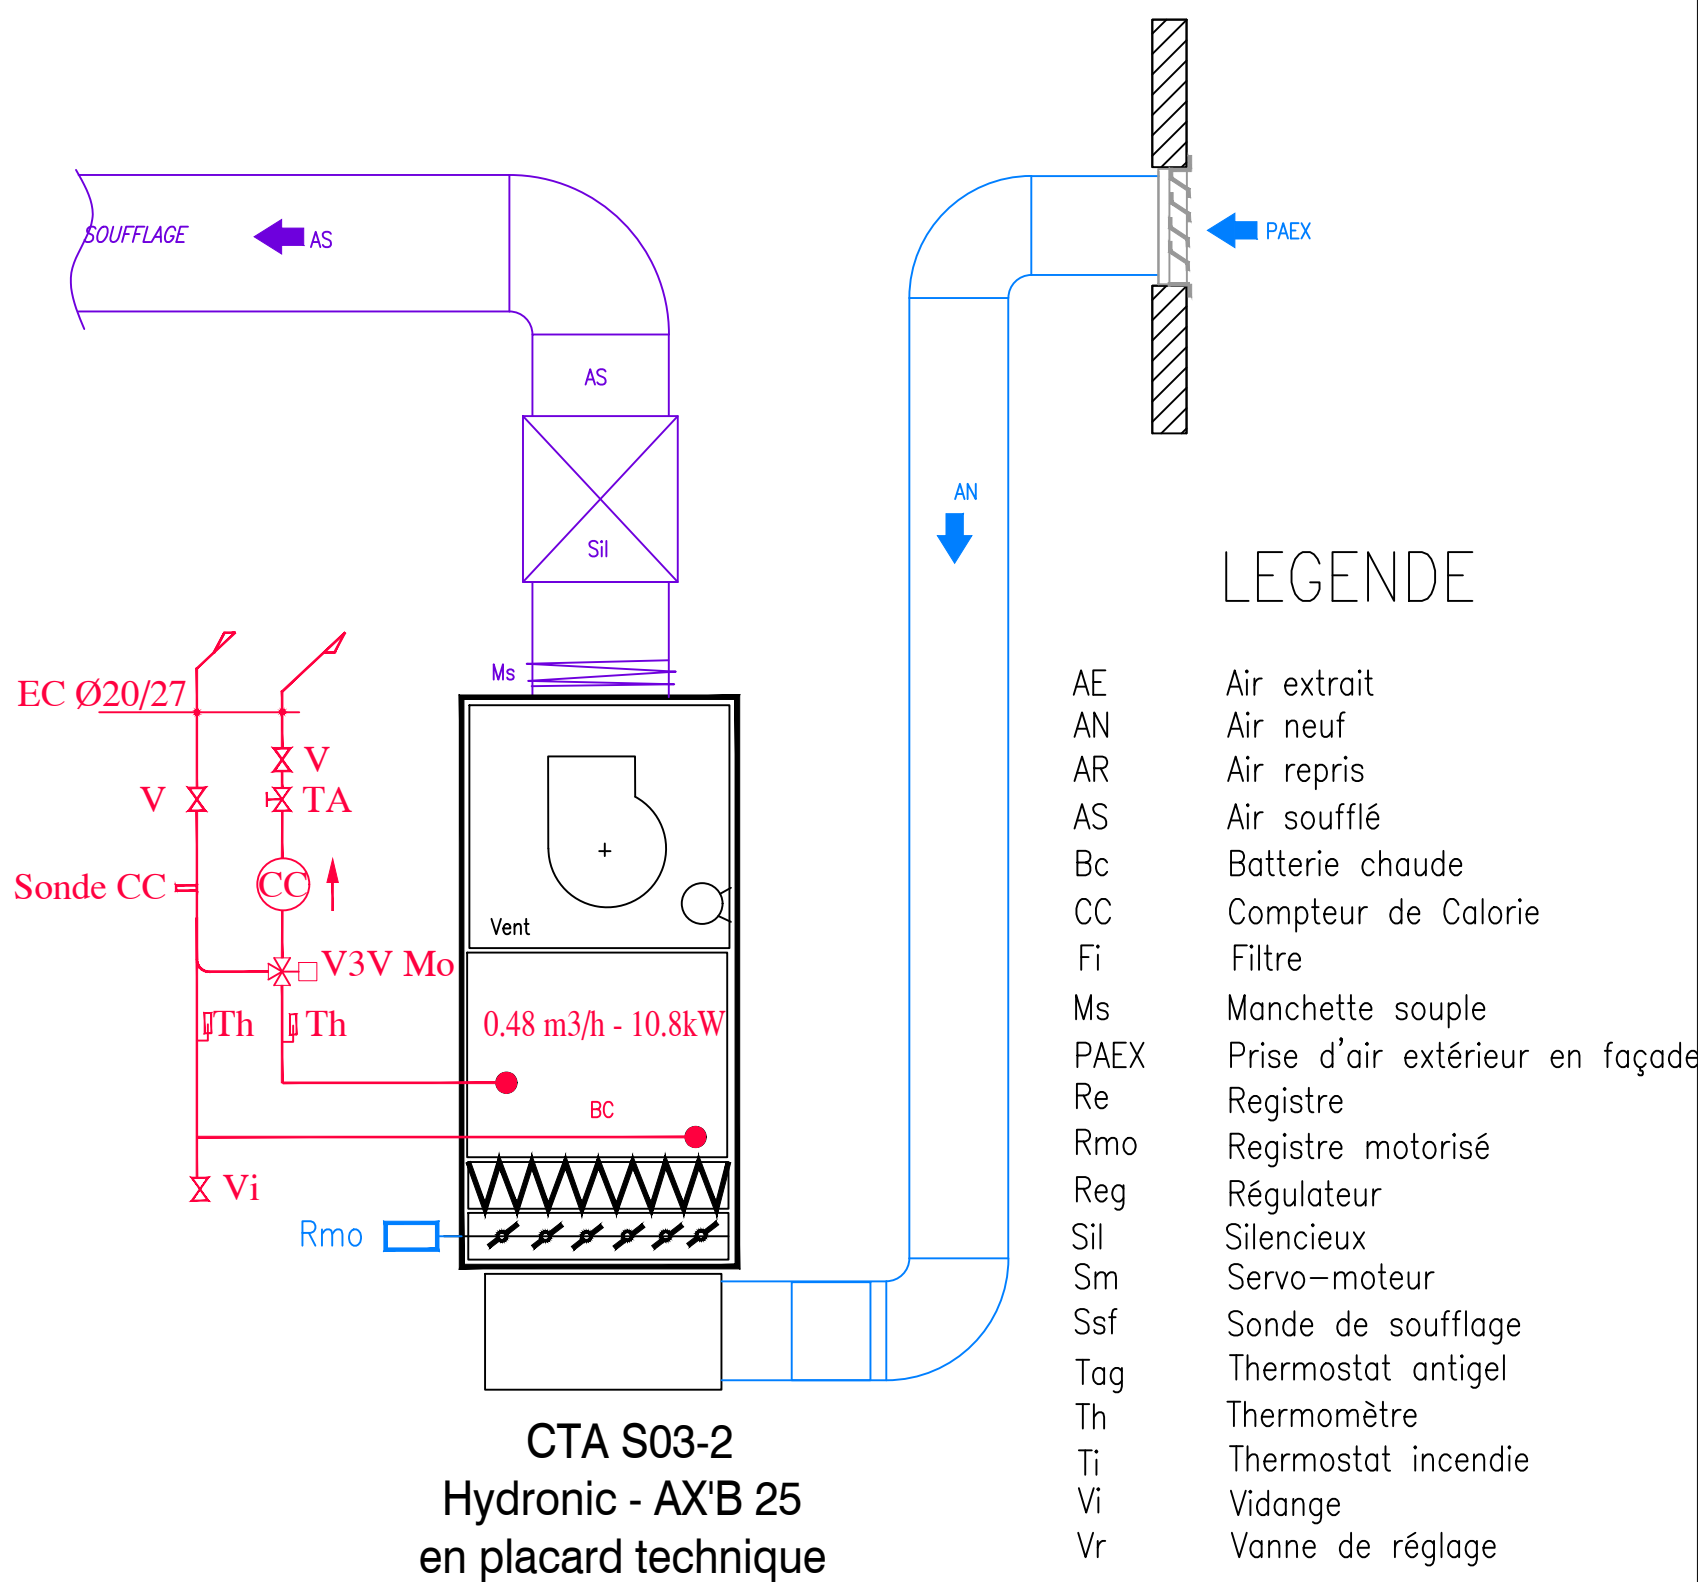 SOUFFLAGE
AS
PAEX
AS
AN
Sil
LEGENDE
Ms
EC Ø20/27
V
V
TA
Sonde CC
CC
Vent
V3V Mo
Th
Th
0.48 m3/h - 10.8kW
BC
Vi
Rmo
CTA S03-2
Hydronic - AX'B 25
en placard technique
AE Air extrait
AN Air neuf
AR Air repris
AS Air soufflé
Bc Batterie chaude
CC Compteur de Calorie
Fi Filtre
Ms Manchette souple
PAEX Prise d'air extérieur en façade
Re Registre
Rmo Registre motorisé
Reg Régulateur
Sil Silencieux
Sm Servo-moteur
Ssf Sonde de soufflage
Tag Thermostat antigel
Th Thermomètre
Ti Thermostat incendie
Vi Vidange
Vr Vanne de réglage